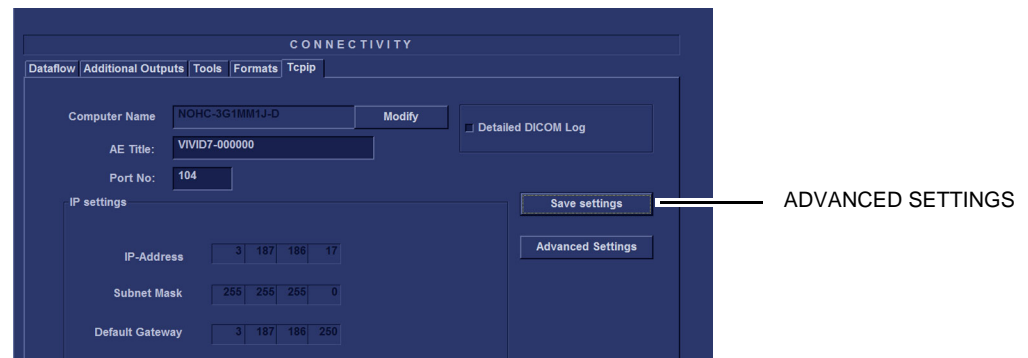 CONNECTIVITY
Dataflow Additional Outputs Tools Formats Tcpip
Computer Name NOHC-3G1MM1J-D Modify
Detailed DICOM Log
AE Title: VIVID7-000000
Port No: 104
IP settings
Save settings
ADVANCED SETTINGS
Advanced Settings
IP-Address 3 187 186 17
Subnet Mask 255 255 255 0
Default Gateway 3 187 186 250